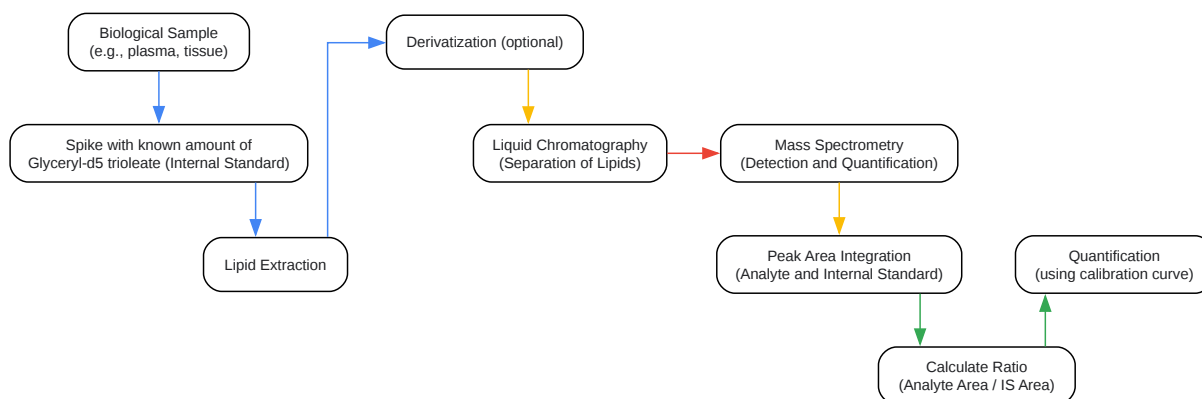 Biological Sample
(e.g., plasma, tissue)
Spike with known amount of
Glyceryl-d5 trioleate (Internal Standard)
Lipid Extraction
Derivatization (optional)
Liquid Chromatography
(Separation of Lipids)
Mass Spectrometry
(Detection and Quantification)
Peak Area Integration
(Analyte and Internal Standard)
Calculate Ratio
(Analyte Area / IS Area)
Quantification
(using calibration curve)